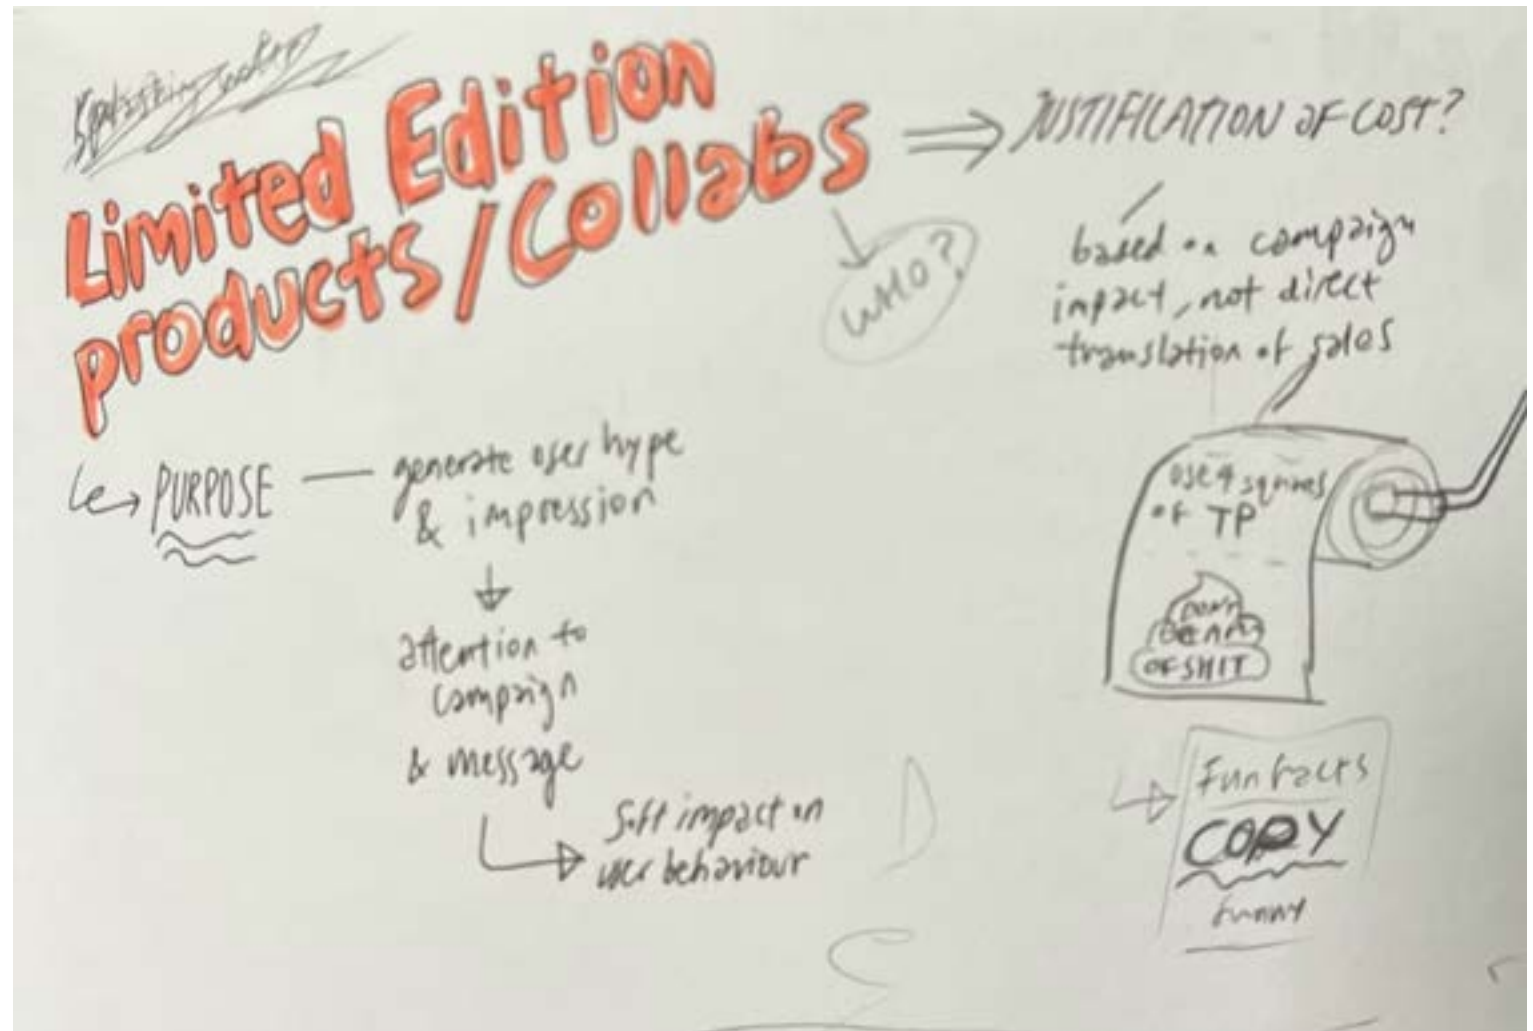 Limited Edition
products/Collabs
JUSTIFICATION OF COST?
WHO?
based on campaign
impact, not direct
translation of sales
PURPOSE
generate user hype
& impression
attention to
campaign
& message
Soft impact on
user behaviour
USE 4 squares
OF TP
DON'T
OF SHIT
Fun facts
COPY
funny